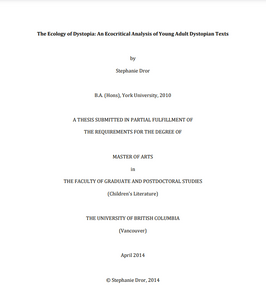 The Ecology of Dystopia: An Ecocritical Analysis of Young Adult Dystopian Texts
by
Stephanie Dror
B.A. (Hons), York University, 2010
A THESIS SUBMITTED IN PARTIAL FULFILLMENT OF
THE REQUIREMENTS FOR THE DEGREE OF
MASTER OF ARTS
in
THE FACULTY OF GRADUATE AND POSTDOCTORAL STUDIES
(Children's Literature)
THE UNIVERSITY OF BRITISH COLUMBIA
(Vancouver)
April 2014
© Stephanie Dror, 2014